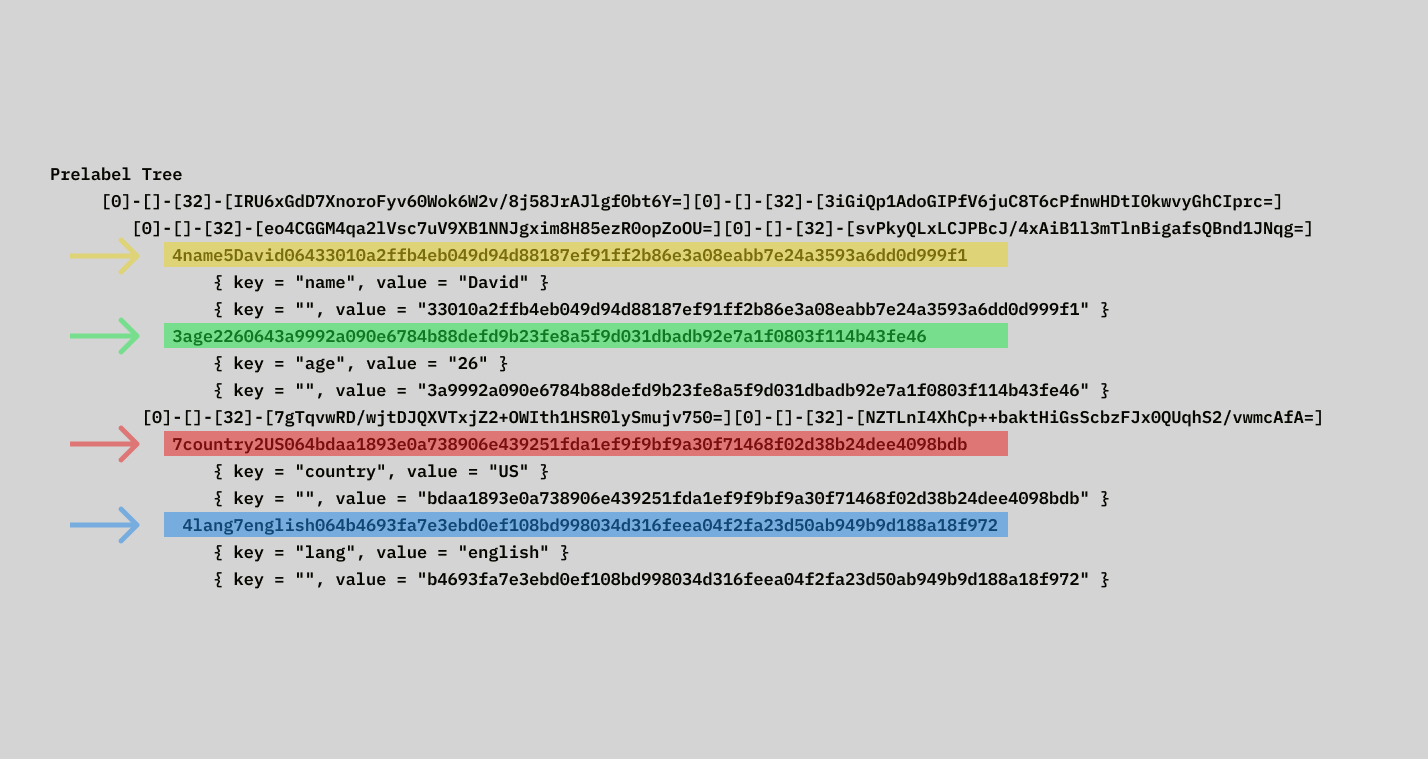 Prelabel Tree
[0]-[]-[32]-[IRU6xGdD7XnoroFyv60Wok6W2v/8j58JrAJlgf0bt6Y=][0]-[]-[32]-[3iGiQp1AdoGIPfV6juC8T6cPfnwHDtI0kwvyGhCIprc=]
[0]-[]-[32]-[eo4CGGM4qa2lVsc7uV9XB1NNJgxim8H85ezR0opZoOU=][0]-[]-[32]-[svPkyQLxLCJPBcJ/4xAiB1l3mTlnBigafsQBnd1JNqg=]
4name5David06433010a2ffb4eb049d94d88187ef91ff2b86e3a08eabb7e24a3593a6dd0d999f1
{ key = "name", value = "David" }
{ key = "", value = "33010a2ffb4eb049d94d88187ef91ff2b86e3a08eabb7e24a3593a6dd0d999f1" }
3age2260643a9992a090e6784b88defd9b23fe8a5f9d031dbadb92e7a1f0803f114b43fe46
{ key = "age", value = "26" }
{ key = "", value = "3a9992a090e6784b88defd9b23fe8a5f9d031dbadb92e7a1f0803f114b43fe46" }
[0]-[]-[32]-[7gTqvwRD/wjtDJQXVTxjZ2+OWIth1HSR0lySmujv750=][0]-[]-[32]-[NZTLnI4XhCp++baktHiGsScbzFJx0QUqhS2/vwmcAfA=]
7country2US064bdaa1893e0a738906e439251fda1ef9f9bf9a30f71468f02d38b24dee4098bdb
{ key = "country", value = "US" }
{ key = "", value = "bdaa1893e0a738906e439251fda1ef9f9bf9a30f71468f02d38b24dee4098bdb" }
4lang7english064b4693fa7e3ebd0ef108bd998034d316feea04f2fa23d50ab949b9d188a18f972
{ key = "lang", value = "english" }
{ key = "", value = "b4693fa7e3ebd0ef108bd998034d316feea04f2fa23d50ab949b9d188a18f972" }